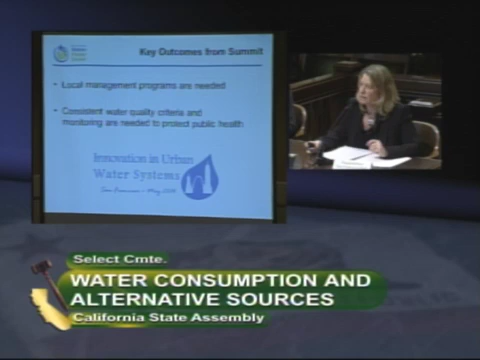 Key Outcomes from Summit
• Local management programs are needed
• Consistent water quality criteria and
monitoring are needed to protect public health
Innovation in Urban
Water Systems
Select Cmte.
WATER CONSUMPTION AND
ALTERNATIVE SOURCES
California State Assembly